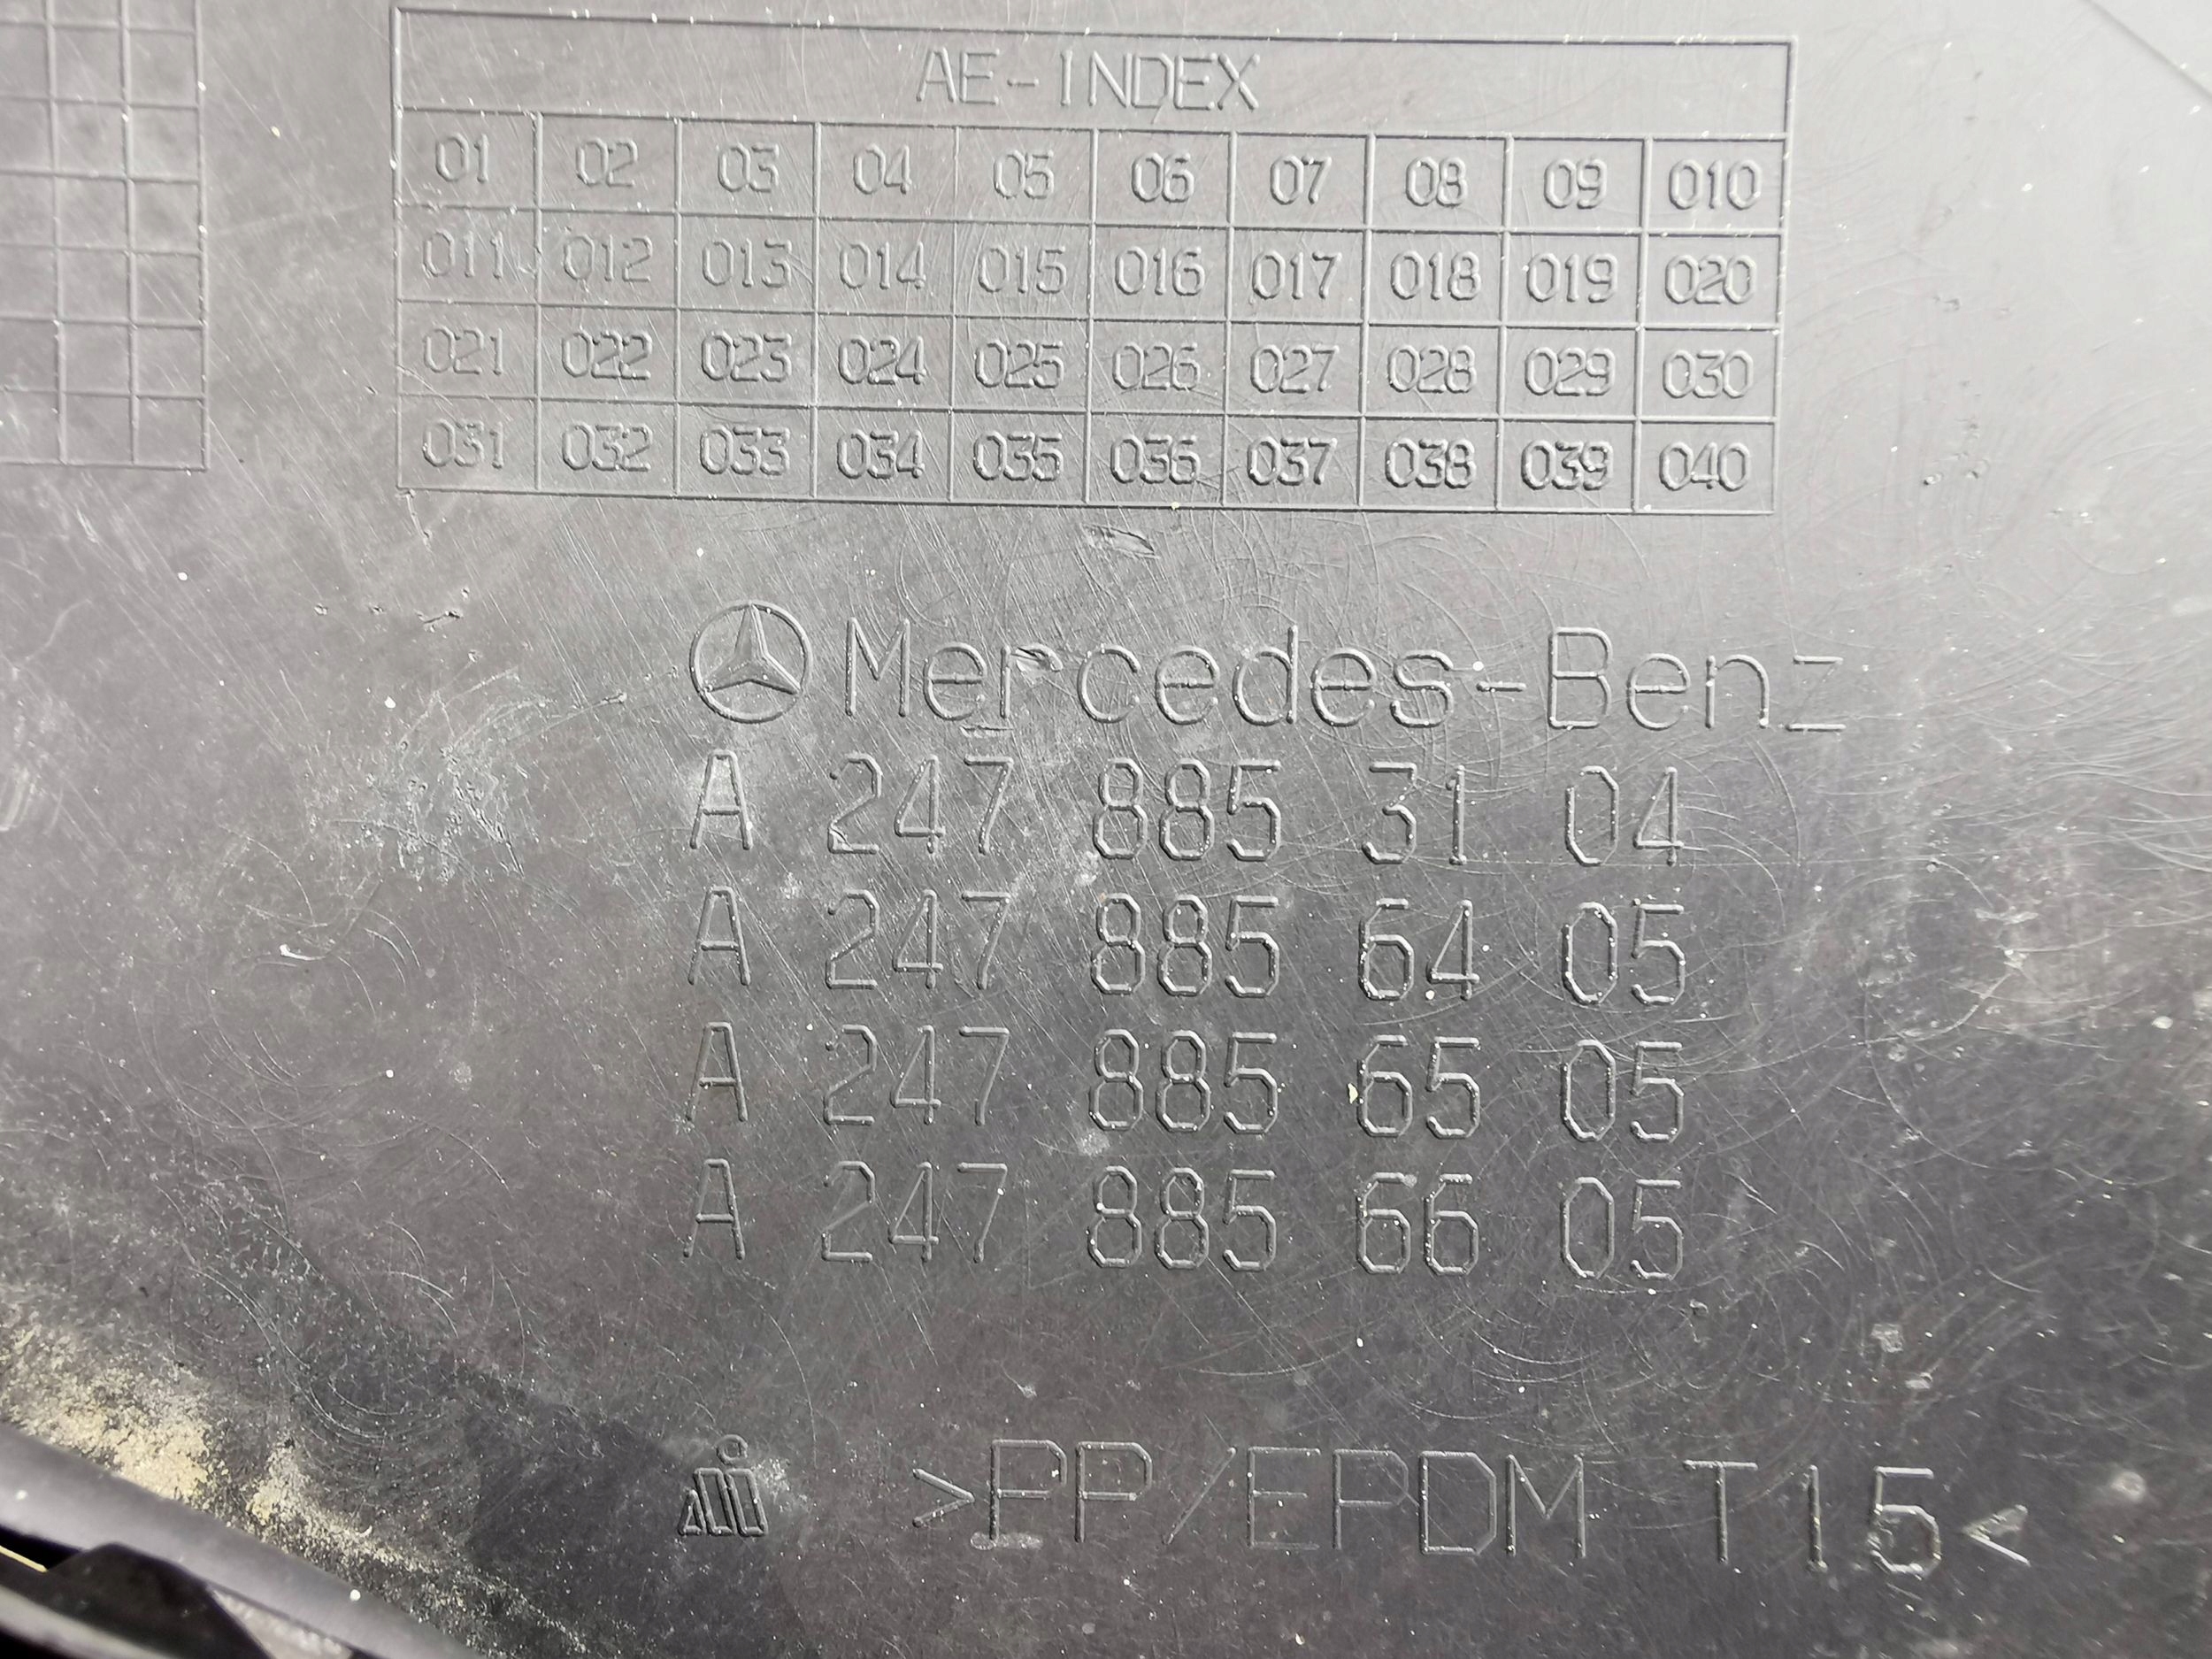 AE-INDEX
01 02 03 04 05 06 07 08 09 010
011 012 013 014 015 016 017 018 019 020
021 022 023 024 025 026 027 028 029 030
031 032 033 034 035 036 037 038 039 040
Mercedes-Benz
A 247 885 31 04
A 247 885 64 05
A 247 885 65 05
A 247 885 66 05
>PP/EPDM T15<